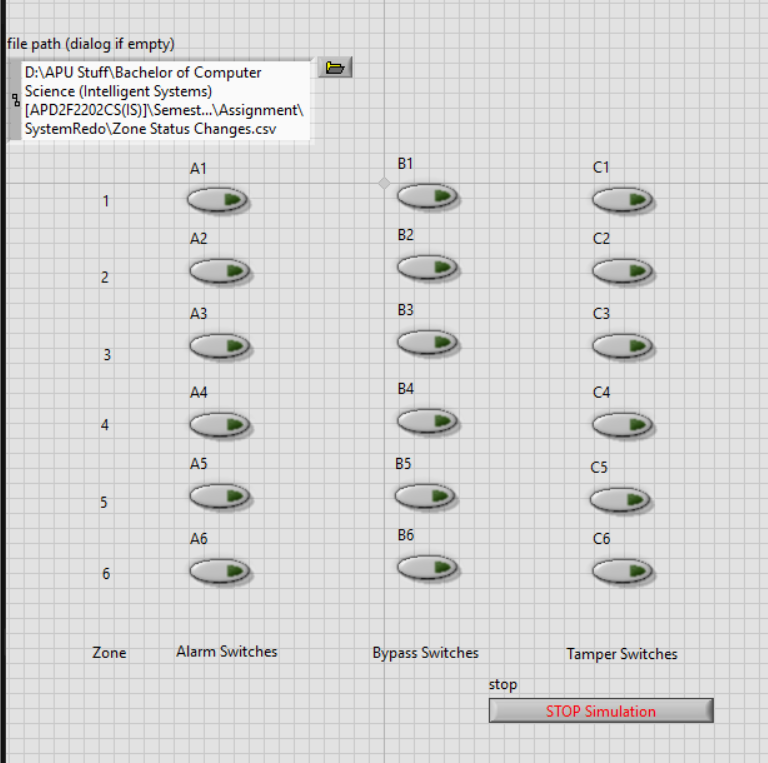 file path (dialog if empty)
D:\APU Stuff\Bachelor of Computer
Science (Intelligent Systems)
[APD2F2202CS(IS)]\Semest...\Assignment\
SystemRedo\Zone Status Changes.csv
A1 B1 C1
1
A2 B2 C2
2
A3 B3 C3
3
A4 B4 C4
4
A5 B5 C5
5
A6 B6 C6
6
Zone Alarm Switches Bypass Switches Tamper Switches
stop
STOP Simulation